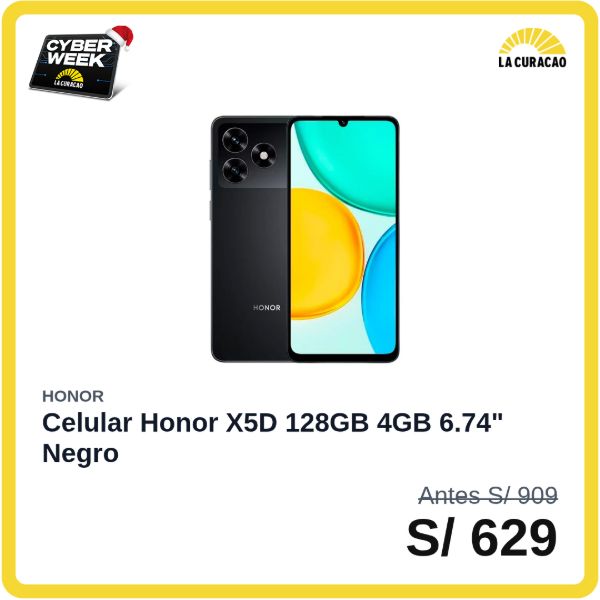 CYBER
WEEK
LA CURACAO
LA CURACAO
HONOR
HONOR
Celular Honor X5D 128GB 4GB 6.74"
Negro
Antes S/ 909
S/ 629